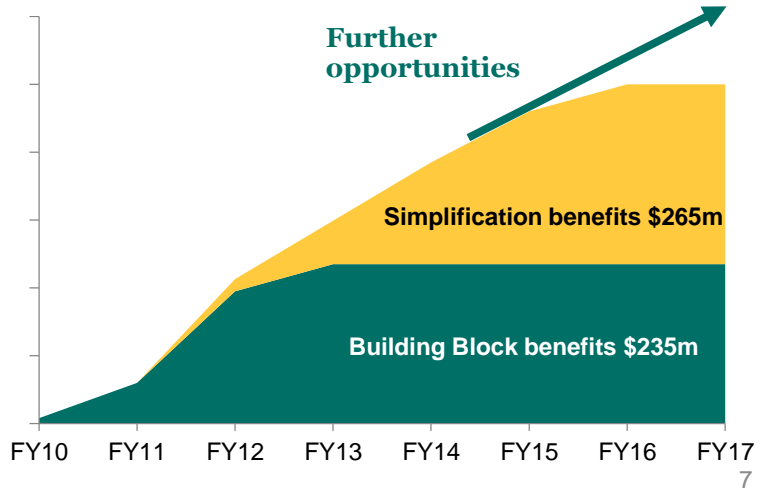 Further
opportunities
Simplification benefits $265m
Building Block benefits $235m
FY10 FY11 FY12 FY13 FY14 FY15 FY16 FY17
7